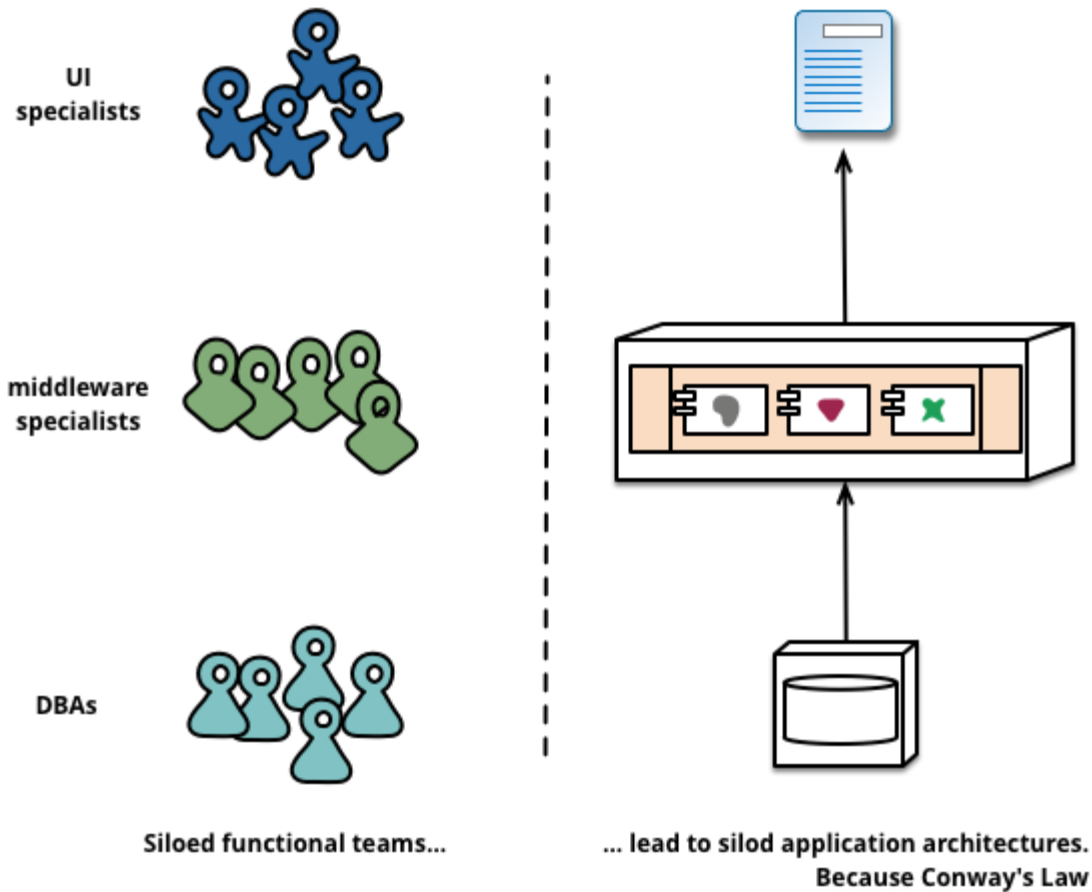 UI
specialists
middleware
specialists
DBAs
Siloed functional teams...
... lead to silod application architectures.
Because Conway's Law